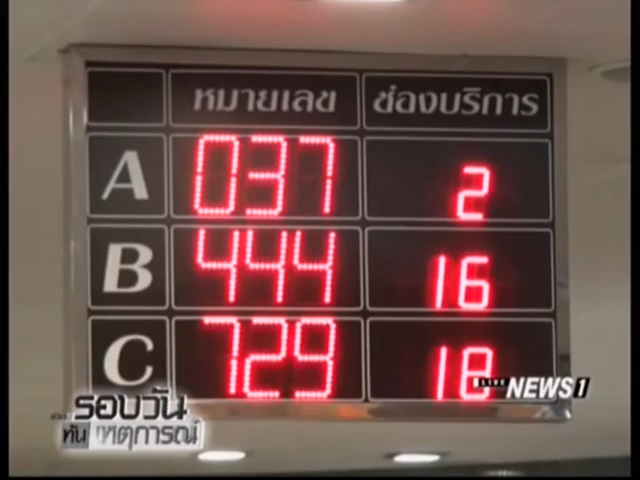 หมายเลข ช่องบริการ
A 037 2
B 444 16
C 729 18
LIVE NEWS1
รอบวัน
ทันเหตุการณ์